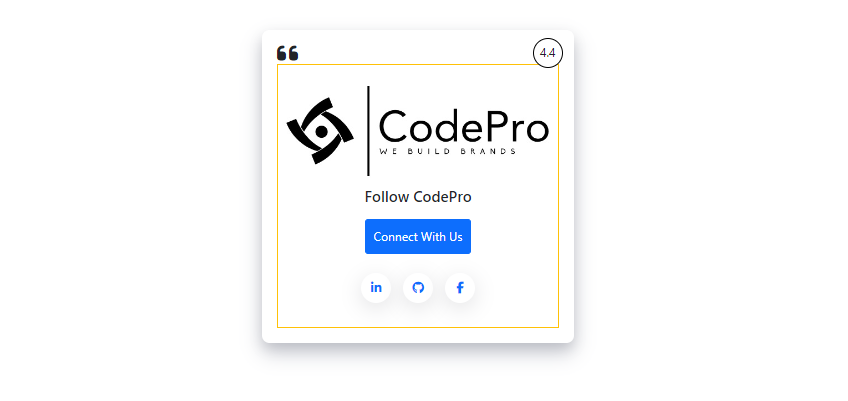 ❝
4.4
CodePro
WE BUILD BRANDS
Follow CodePro
Connect With Us
in
f